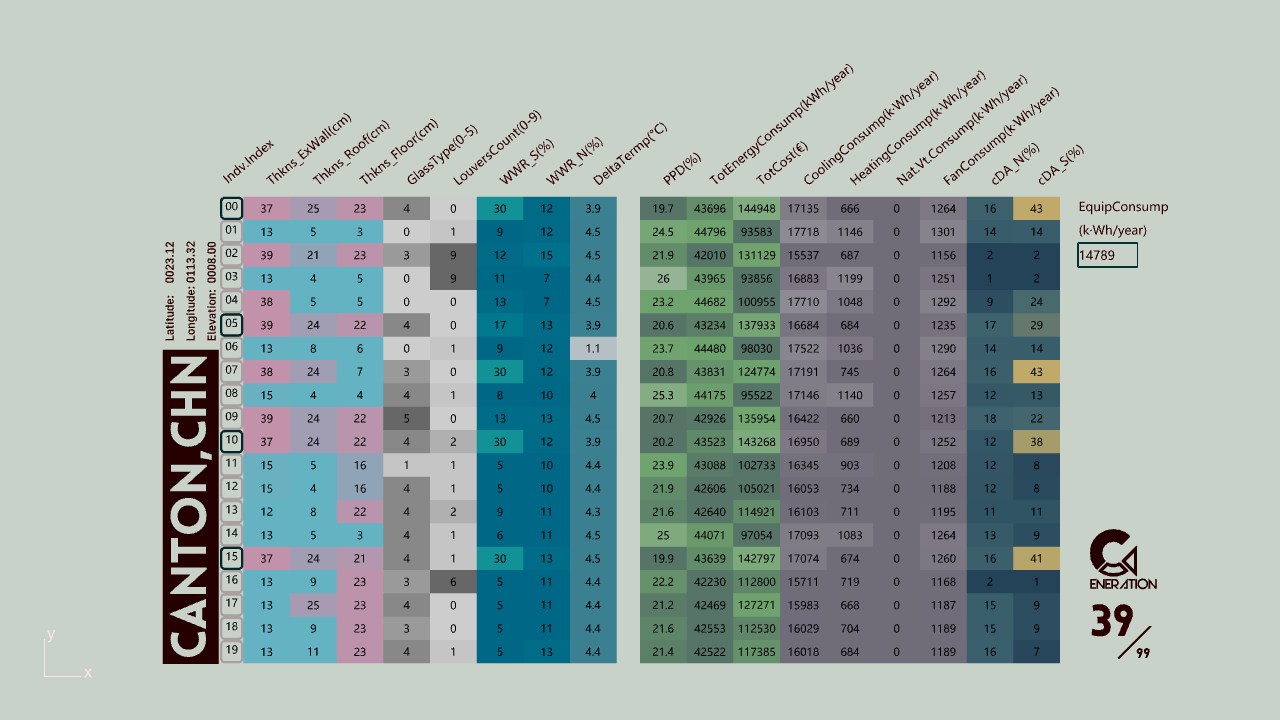 Indv.Index Thkns_ExWall(cm) Thkns_Roof(cm) Thkns_Floor(cm) GlassType(0-5) LouversCount(0-9) WWR_S(%) WWR_N(%) DeltaTermp(°C) PPD(%) TotEnergyConsump(kWh/year) TotCost(€) CoolingConsump(k·Wh/year) HeatingConsump(k·Wh/year) Nat.Vt.Consump(k·Wh/year) FanConsump(k·Wh/year) cDA_N(%) cDA_S(%)
00 37 25 23 4 0 30 12 3.9 19.7 43696 144948 17135 666 0 1264 16 43
01 13 5 3 0 1 9 12 4.5 24.5 44796 93583 17718 1146 0 1301 14 14
02 39 21 23 3 9 12 15 4.5 21.9 42010 131129 15537 687 0 1156 2 2
03 13 4 5 0 9 11 7 4.4 26 43965 93856 16883 1199 0 1251 1 2
04 38 5 5 0 0 13 7 4.5 23.2 44682 100955 17710 1048 0 1292 9 24
05 39 24 22 4 0 17 13 3.9 20.6 43234 137933 16684 684 0 1235 17 29
06 13 8 6 0 1 9 12 1.1 23.7 44480 98030 17522 1036 0 1290 14 14
07 38 24 7 3 0 30 12 3.9 20.8 43831 124774 17191 745 0 1264 16 43
08 15 4 4 4 1 8 10 4 25.3 44175 95522 17146 1140 0 1257 12 13
09 39 24 22 5 0 13 13 4.5 20.7 42926 135954 16422 660 0 1213 18 22
10 37 24 22 4 2 30 12 3.9 20.2 43523 143268 16950 689 0 1252 12 38
11 15 5 16 1 1 5 10 4.4 23.9 43088 102733 16345 903 0 1208 12 8
12 15 4 16 4 1 5 10 4.4 21.9 42606 105021 16053 734 0 1188 12 8
13 12 8 22 4 2 9 11 4.3 21.6 42640 114921 16103 711 0 1195 11 11
14 13 5 3 4 1 6 11 4.5 25 44071 97054 17093 1083 0 1264 13 9
15 37 24 21 4 1 30 13 4.5 19.9 43639 142797 17074 674 0 1260 16 41
16 13 9 23 3 6 5 11 4.4 22.2 42230 112800 15711 719 0 1168 2 1
17 13 25 23 4 0 5 11 4.4 21.2 42469 127271 15983 668 0 1187 15 9
18 13 9 23 3 0 5 11 4.4 21.6 42553 112530 16029 704 0 1189 15 9
19 13 11 23 4 1 5 13 4.4 21.4 42522 117385 16018 684 0 1189 16 7
Latitude: 0023.12
Longitude: 0113.32
Elevation: 0008.00
CANTON,CHN
EquipConsump
(k·Wh/year)
14789
ENERATION
39/99
y
x